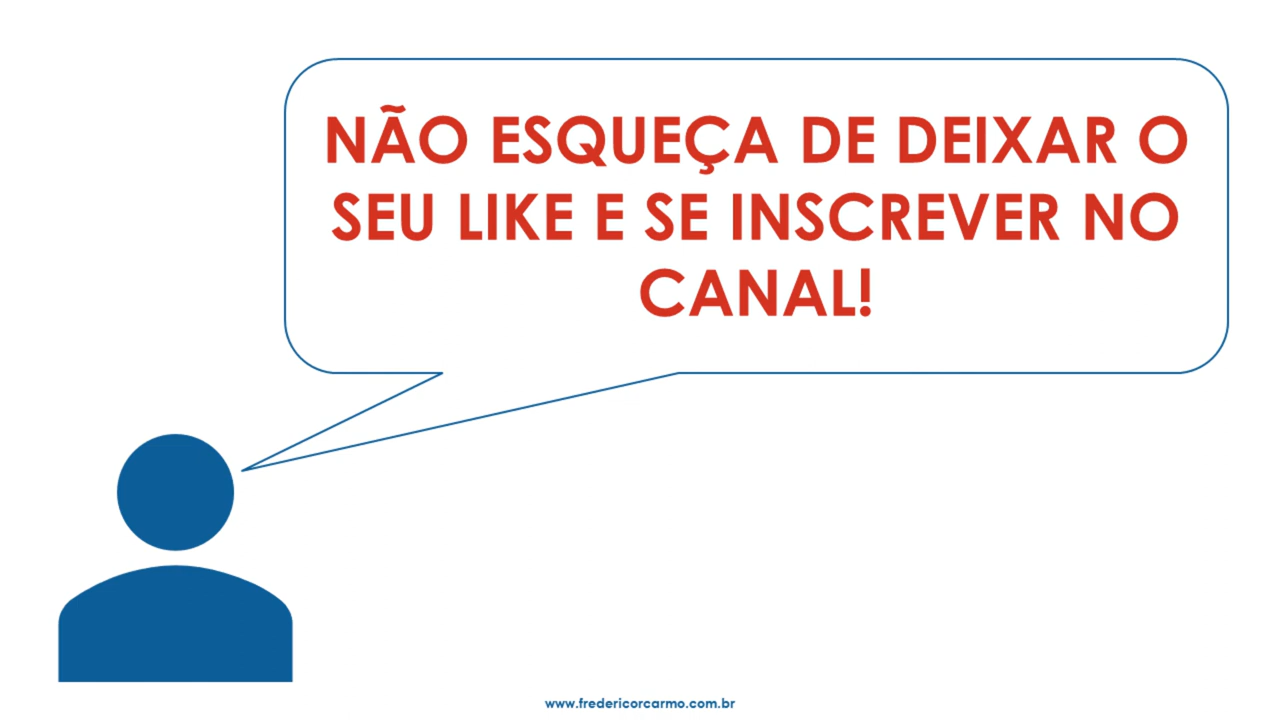 NÃO ESQUEÇA DE DEIXAR O
SEU LIKE E SE INSCREVER NO
CANAL!
www.fredericorcarmo.com.br